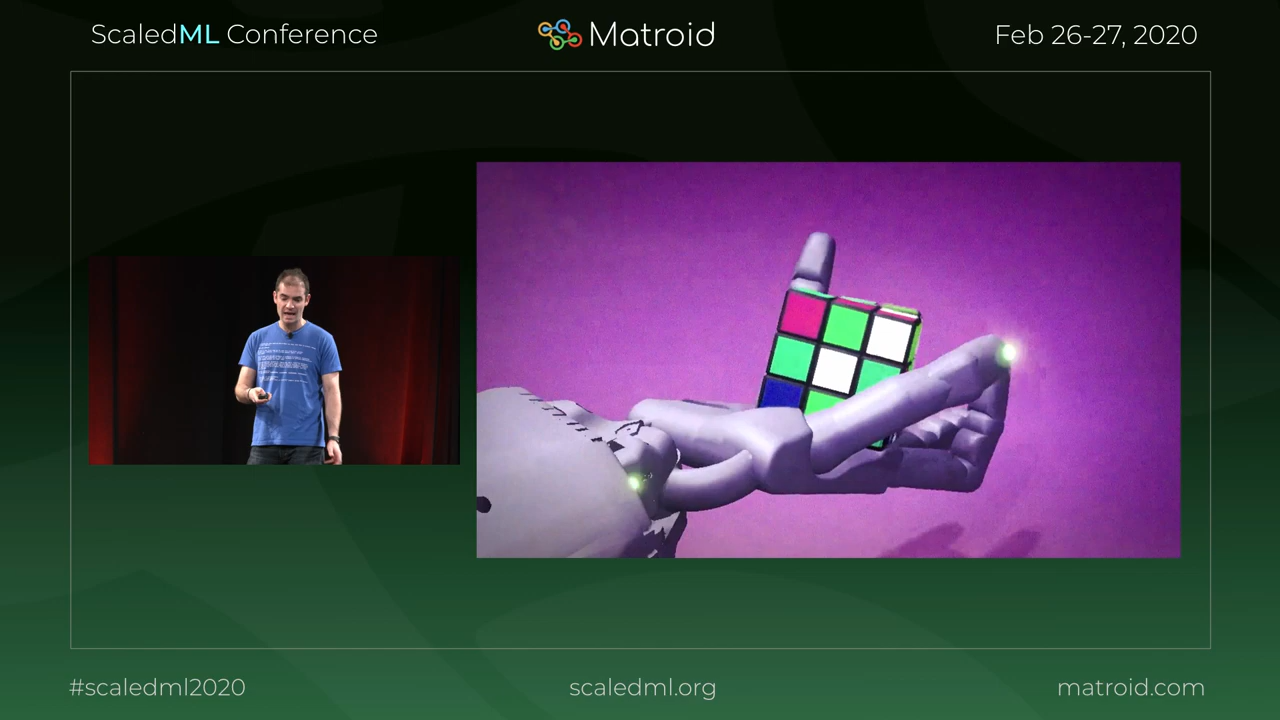 ScaledML Conference
Matroid
Feb 26-27, 2020
#scaledml2020
scaledml.org
matroid.com